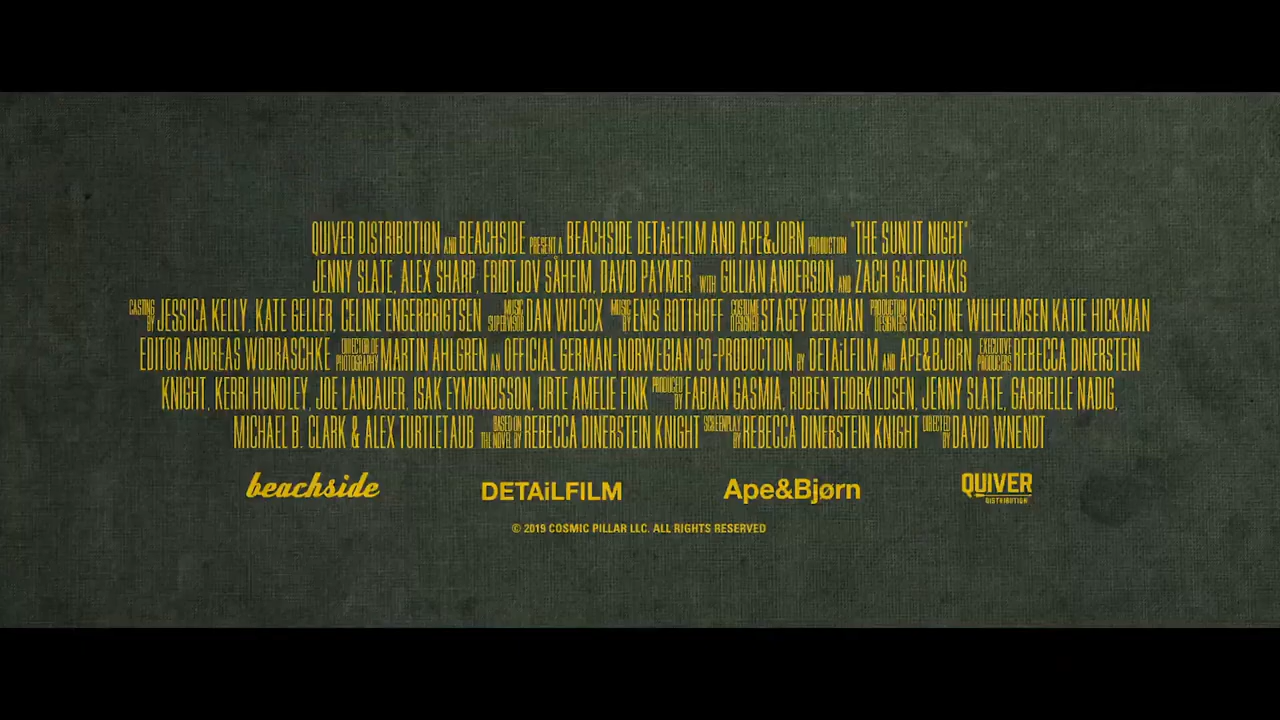 QUIVER DISTRIBUTION AND BEACHSIDE PRESENT A BEACHSIDE DETAiLFILM AND APE&JORN PRODUCTION "THE SUNLIT NIGHT"
JENNY SLATE, ALEX SHARP, FRIDTJOV SÅHEIM, DAVID PAYMER WITH GILLIAN ANDERSON AND ZACH GALIFINAKIS
CASTING BY JESSICA KELLY, KATE GELLER, CELINE ENGERBRIGTSEN MUSIC SUPERVISOR DAN WILCOX MUSIC BY ENIS ROTTHOFF COSTUME DESIGNER STACEY BERMAN PRODUCTION DESIGNERS KRISTINE WILHELMSEN KATIE HICKMAN
EDITOR ANDREAS WODRASCHKE DIRECTOR OF PHOTOGRAPHY MARTIN AHLGREN AN OFFICIAL GERMAN-NORWEGIAN CO-PRODUCTION BY DETAiLFILM AND APE&BJORN EXECUTIVE PRODUCERS REBECCA DINERSTEIN
KNIGHT, KERRI HUNDLEY, JOE LANDAUER, ISAK EYMUNDSSON, URTE AMELIE FINK PRODUCED BY FABIAN GASMIA, RUBEN THORKILDSEN, JENNY SLATE, GABRIELLE NADIG,
MICHAEL B. CLARK & ALEX TURTLETAUB BASED ON THE NOVEL BY REBECCA DINERSTEIN KNIGHT SCREENPLAY BY REBECCA DINERSTEIN KNIGHT DIRECTED BY DAVID WNENDT
beachside DETAiLFILM Ape&Bjørn QUIVER DISTRIBUTION
© 2019 COSMIC PILLAR LLC. ALL RIGHTS RESERVED